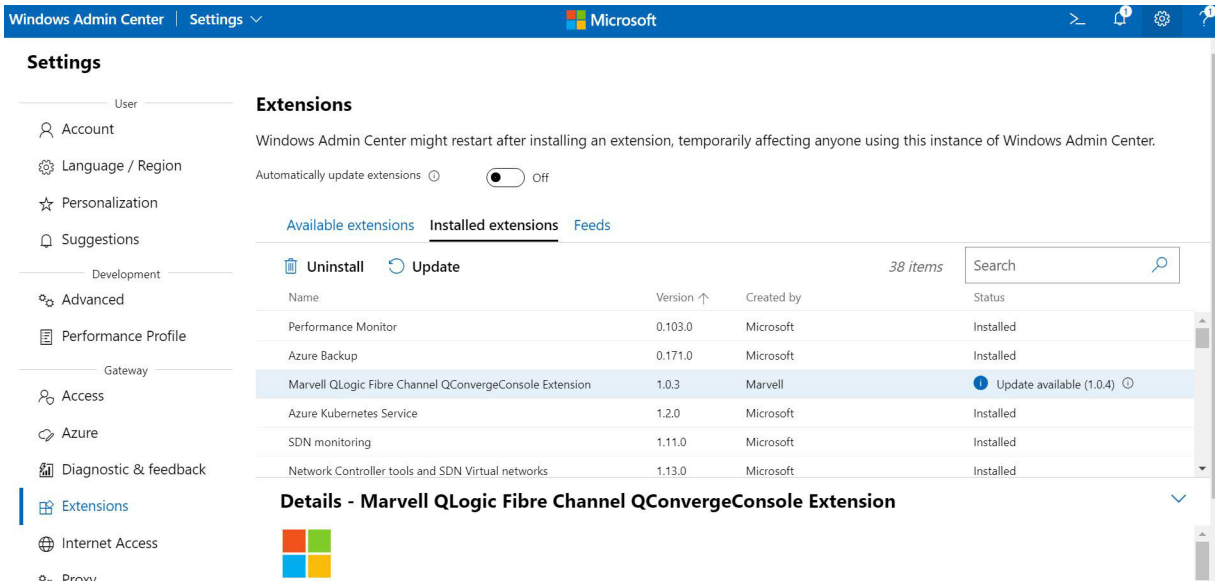 Windows Admin Center | Settings
Microsoft
1
1
Settings
User
Account
Language / Region
Personalization
Suggestions
Development
Advanced
Performance Profile
Gateway
Access
Azure
Diagnostic & feedback
Extensions
Internet Access
Proxy
Extensions
Windows Admin Center might restart after installing an extension, temporarily affecting anyone using this instance of Windows Admin Center.
Automatically update extensions Off
Available extensions Installed extensions Feeds
Uninstall Update 38 items Search
Name Version Created by Status
Performance Monitor 0.103.0 Microsoft Installed
Azure Backup 0.171.0 Microsoft Installed
Marvell QLogic Fibre Channel QConvergeConsole Extension 1.0.3 Marvell Update available (1.0.4)
Azure Kubernetes Service 1.2.0 Microsoft Installed
SDN monitoring 1.11.0 Microsoft Installed
Network Controller tools and SDN Virtual networks 1.13.0 Microsoft Installed
Details - Marvell QLogic Fibre Channel QConvergeConsole Extension